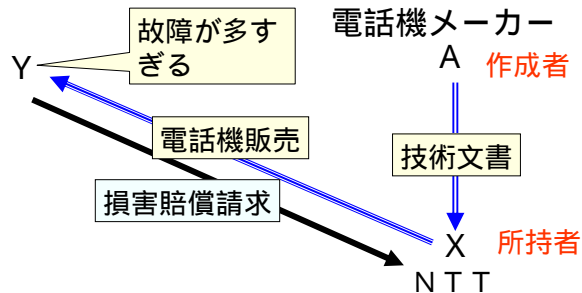 電話機メーカー
故障が多す
ぎる
Y
A
作成者
電話機販売
技術文書
損害賠償請求
X
所持者
ＮＴＴ